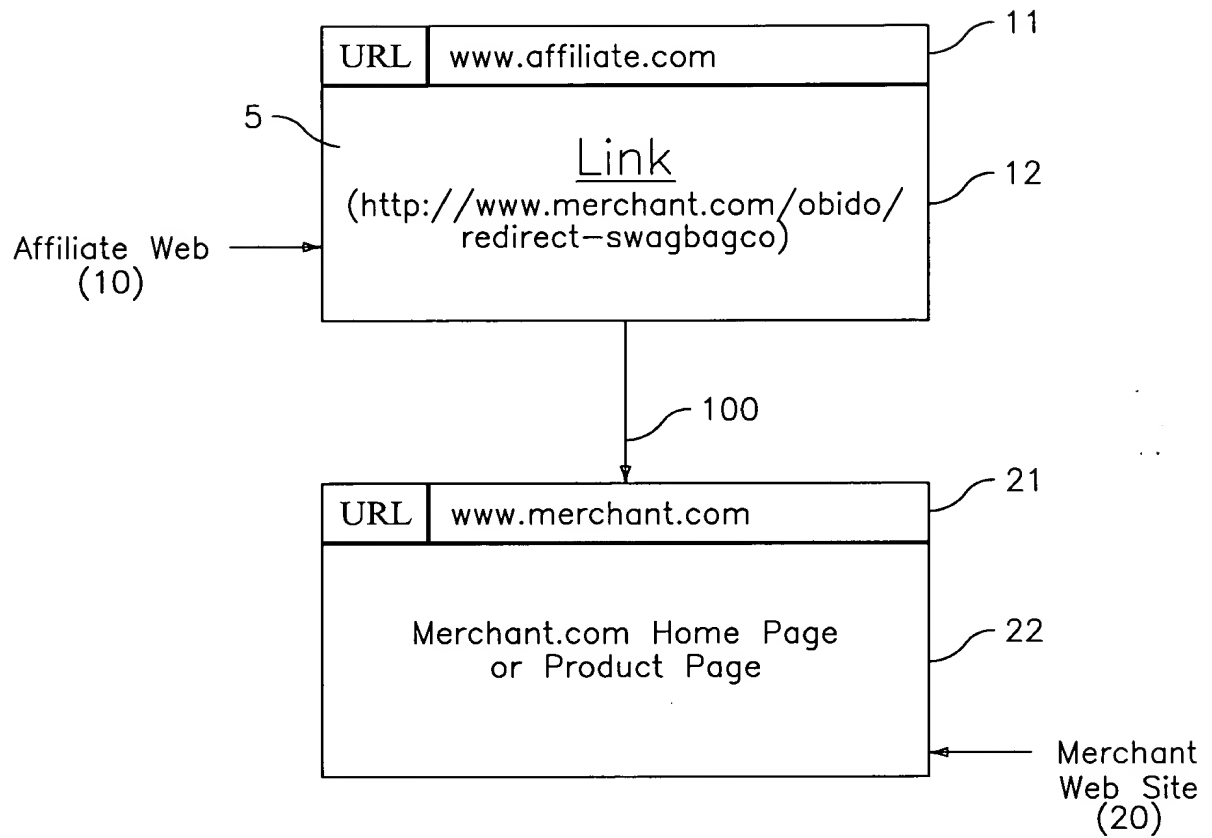 11
URL www.affiliate.com
5
Link
12
(http://www.merchant.com/obido/
redirect-swagbagco)
Affiliate Web
(10)
100
21
URL www.merchant.com
22
Merchant.com Home Page
or Product Page
Merchant
Web Site
(20)